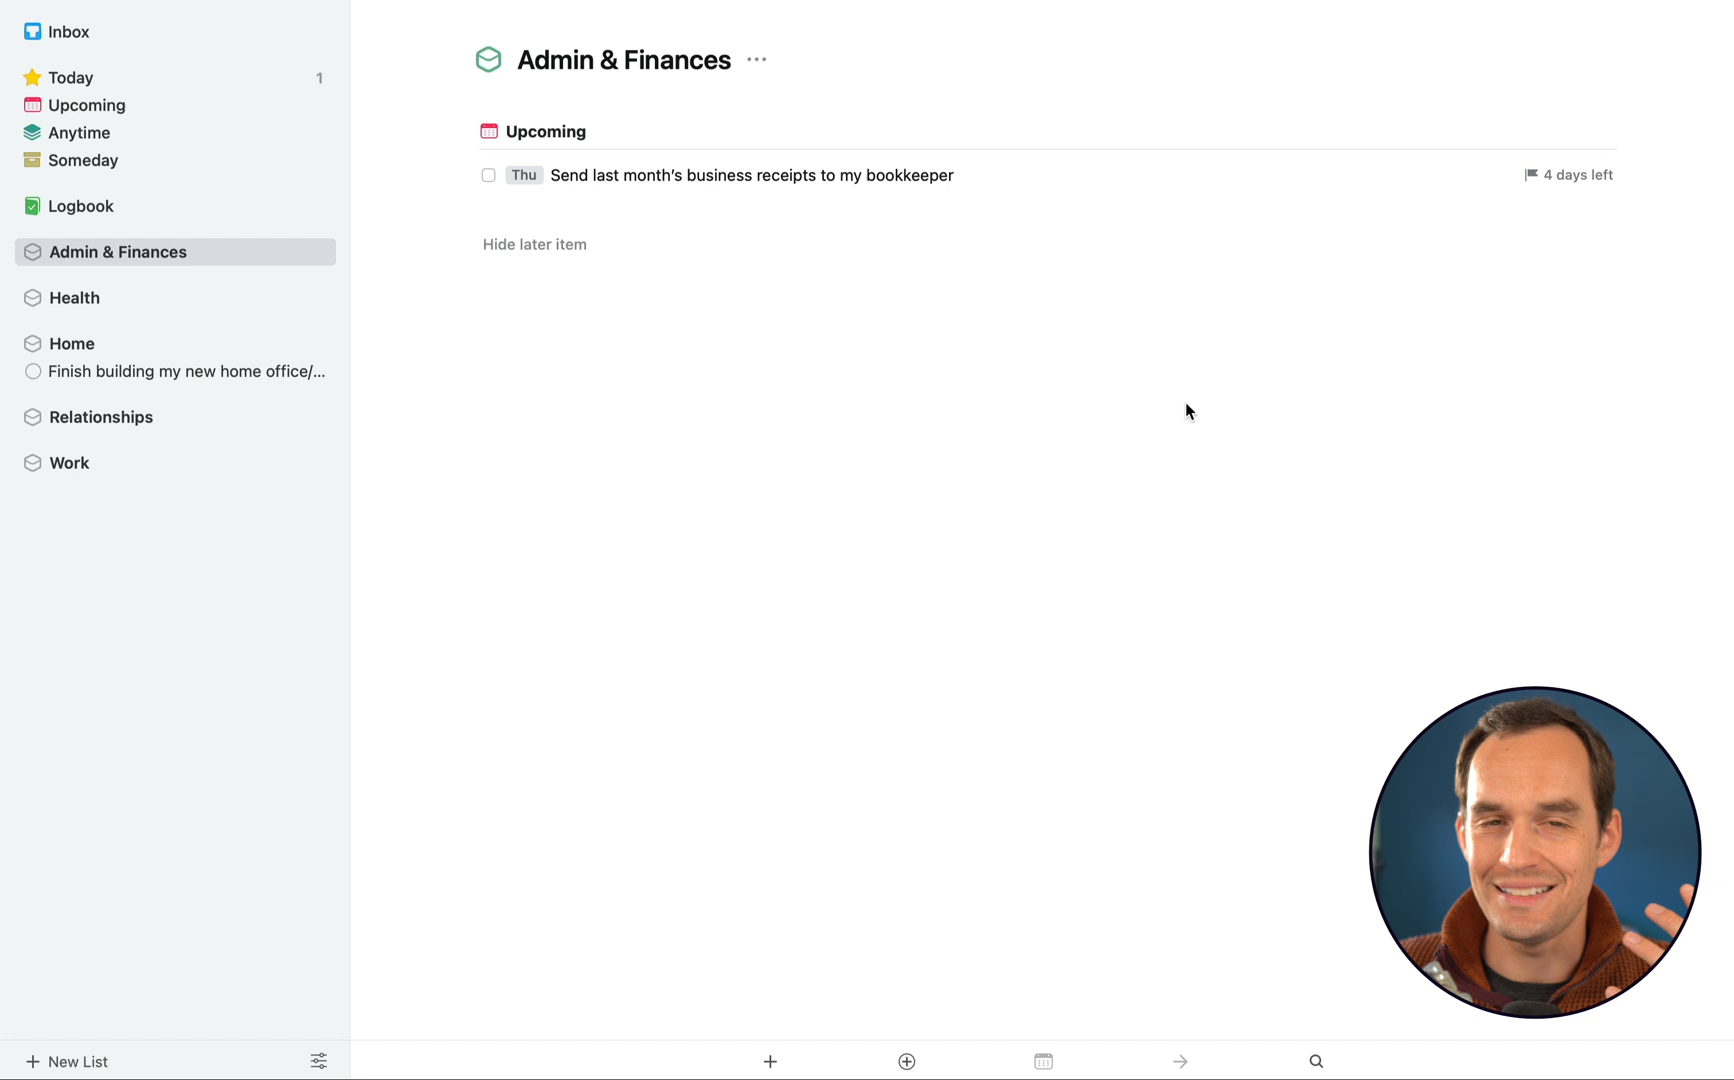 Inbox
Today 1
Upcoming
Anytime
Someday
Logbook
Admin & Finances
Health
Home
Finish building my new home office/...
Relationships
Work
New List
Admin & Finances ...
Upcoming
Thu Send last month's business receipts to my bookkeeper 4 days left
Hide later item